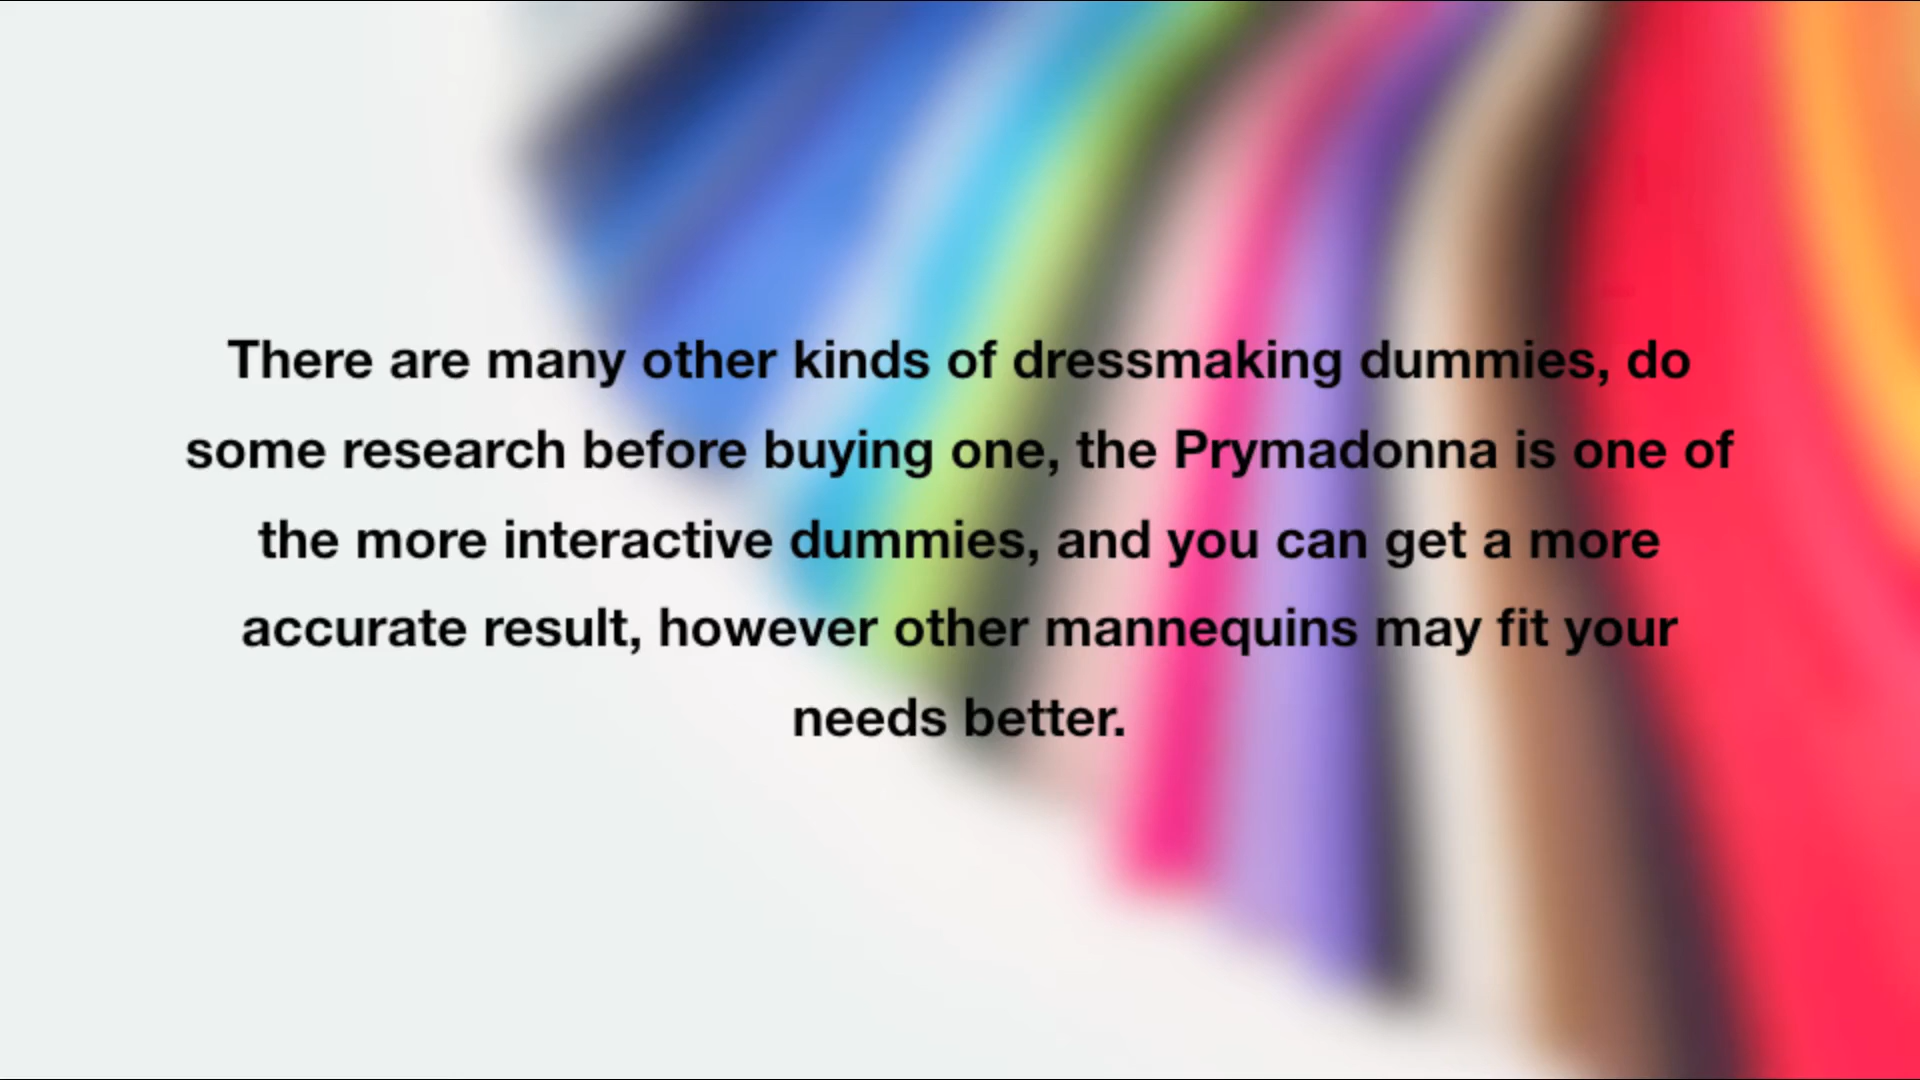 There are many other kinds of dressmaking dummies, do
some research before buying one, the Prymadonna is one of
the more interactive dummies, and you can get a more
accurate result, however other mannequins may fit your
needs better.